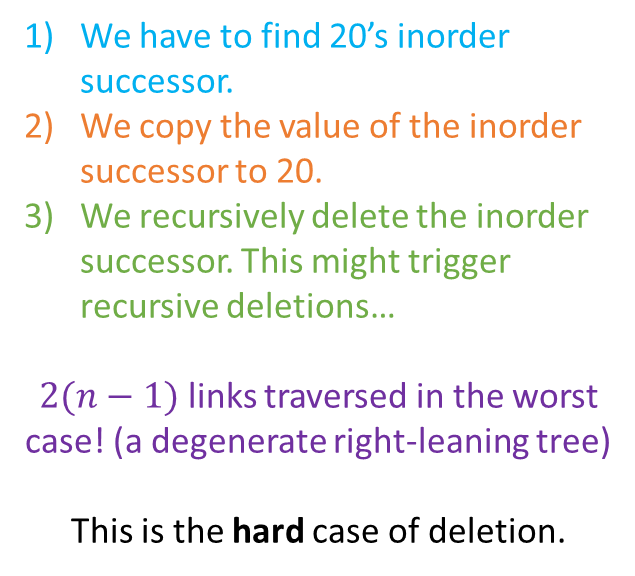 1) We have to find 20’s inorder
successor.
2) We copy the value of the inorder
successor to 20.
3) We recursively delete the inorder
successor. This might trigger
recursive deletions…
2(𝑛 − 1) links traversed in the worst
case! (a degenerate right-leaning tree)
This is the hard case of deletion.